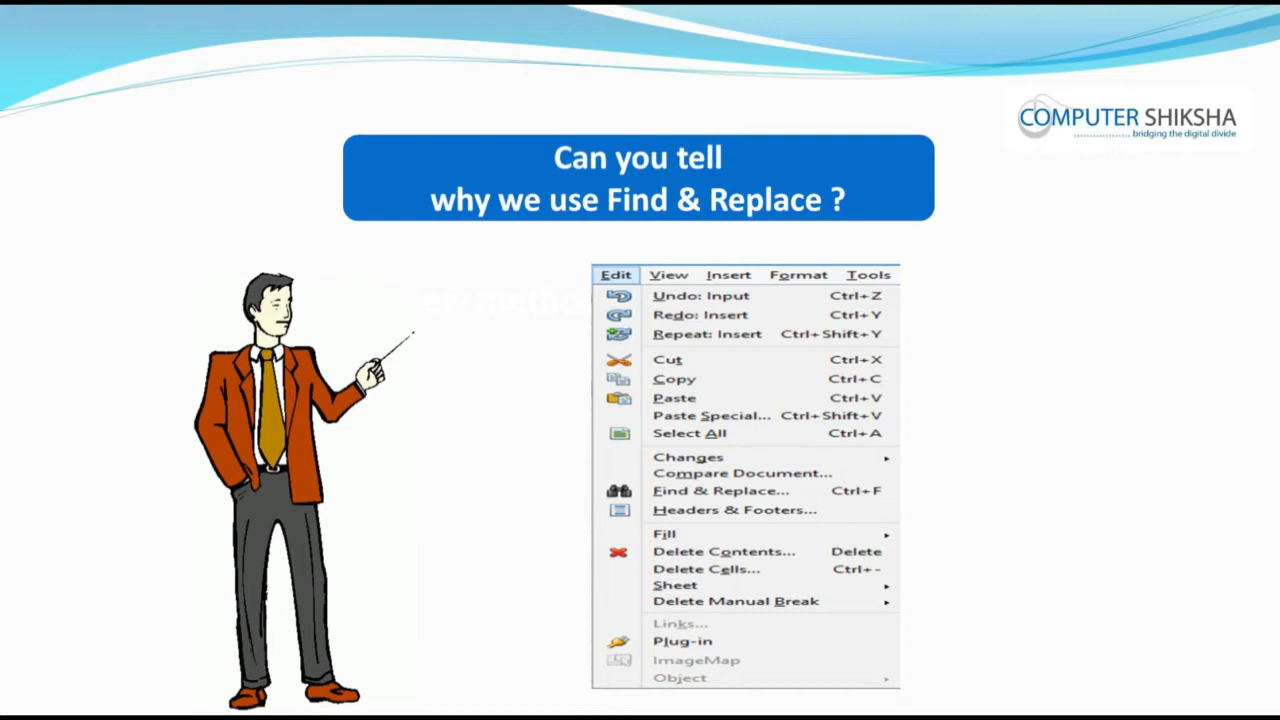 COMPUTER SHIKSHA
bridging the digital divide
Can you tell
why we use Find & Replace ?
Edit View Insert Format Tools
Undo: Input Ctrl+Z
Redo: Insert Ctrl+Y
Repeat: Insert Ctrl+Shift+Y
Cut Ctrl+X
Copy Ctrl+C
Paste Ctrl+V
Paste Special... Ctrl+Shift+V
Select All Ctrl+A
Changes
Compare Document...
Find & Replace... Ctrl+F
Headers & Footers...
Fill
Delete Contents... Delete
Delete Cells... Ctrl+-
Sheet
Delete Manual Break
Links...
Plug-in
ImageMap
Object